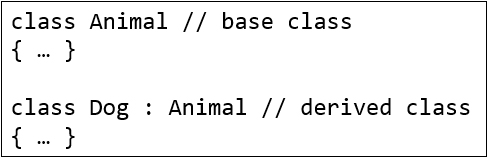 class Animal // base class
{ … }
class Dog : Animal // derived class
{ … }